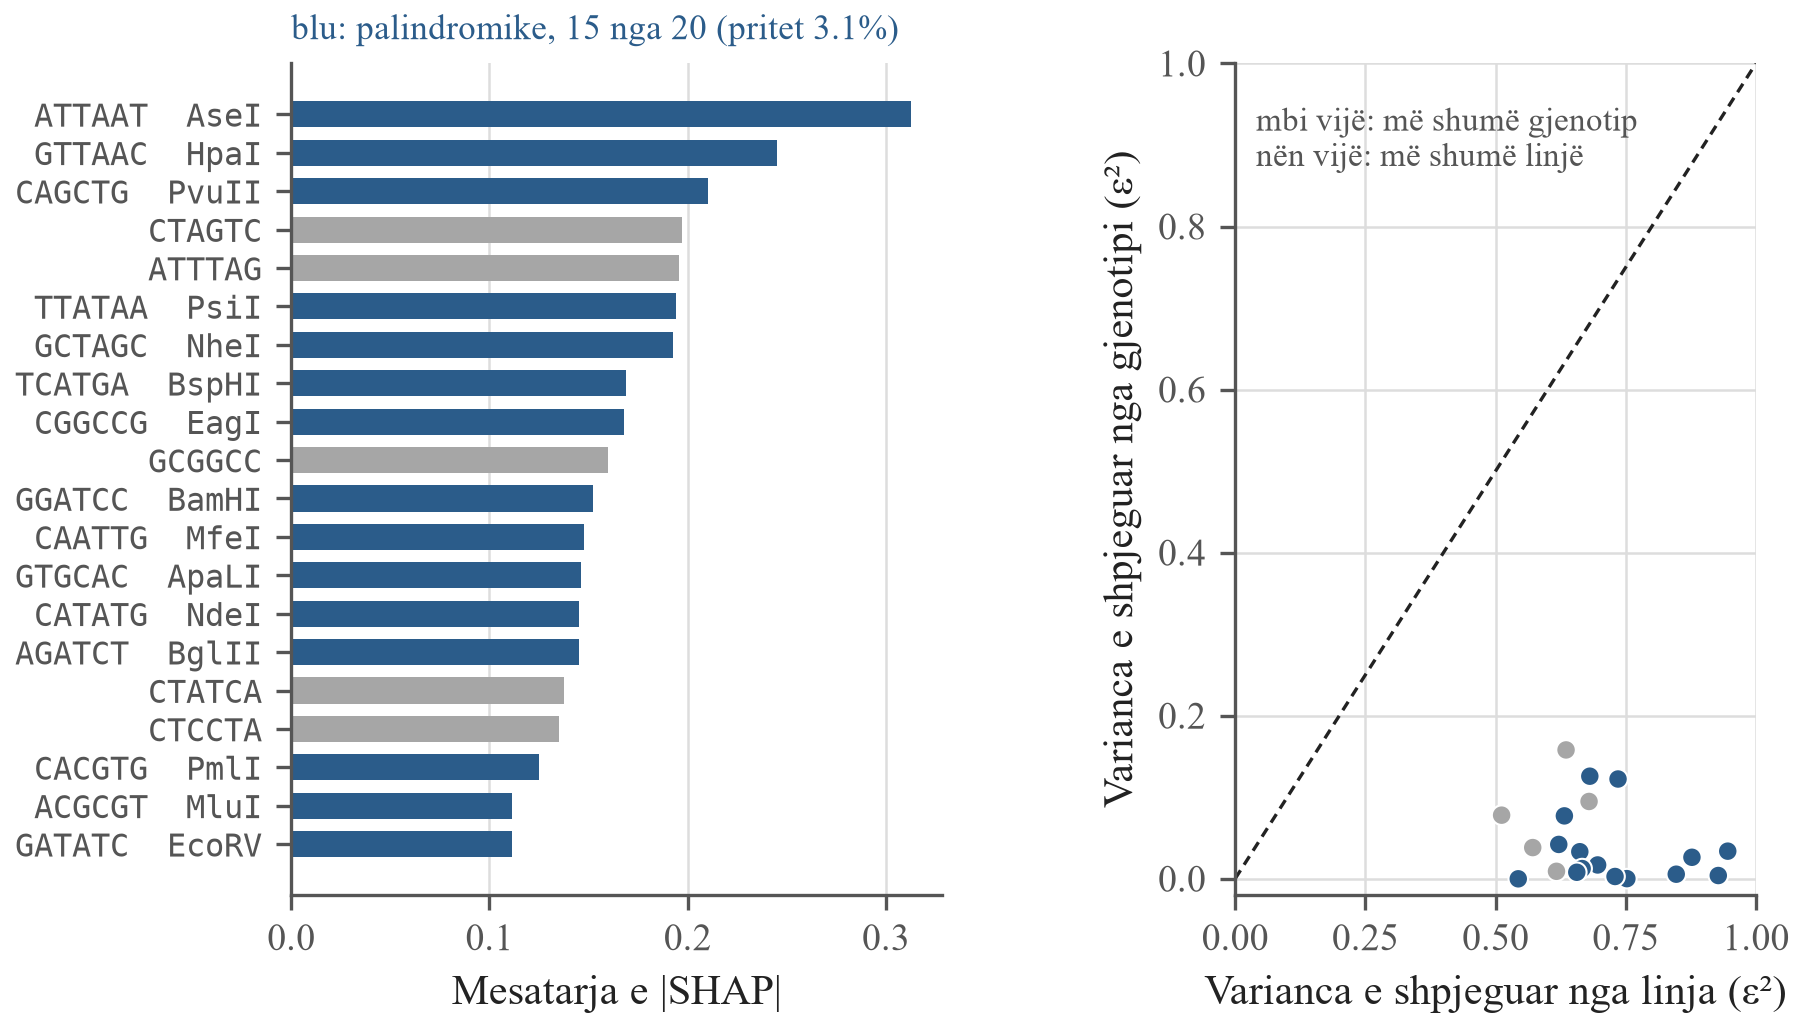 blu: palindromike, 15 nga 20 (pritet 3.1%)
ATTAAT AseI
GTTAAC HpaI
CAGCTG PvuII
CTAGTC
ATTTAG
TTATAA PsiI
GCTAGC NheI
TCATGA BspHI
CGGCCG EagI
GCGGCC
GGATCC BamHI
CAATTG MfeI
GTGCAC ApaLI
CATATG NdeI
AGATCT BglII
CTATCA
CTCCTA
CACGTG PmlI
ACGCGT MluI
GATATC EcoRV
0.0 0.1 0.2 0.3
Mesatarja e |SHAP|
Varianca e shpjeguar nga gjenotipi (ε²)
1.0
0.8
0.6
0.4
0.2
0.0
mbi vijë: më shumë gjenotip
nën vijë: më shumë linjë
0.00 0.25 0.50 0.75 1.00
Varianca e shpjeguar nga linja (ε²)